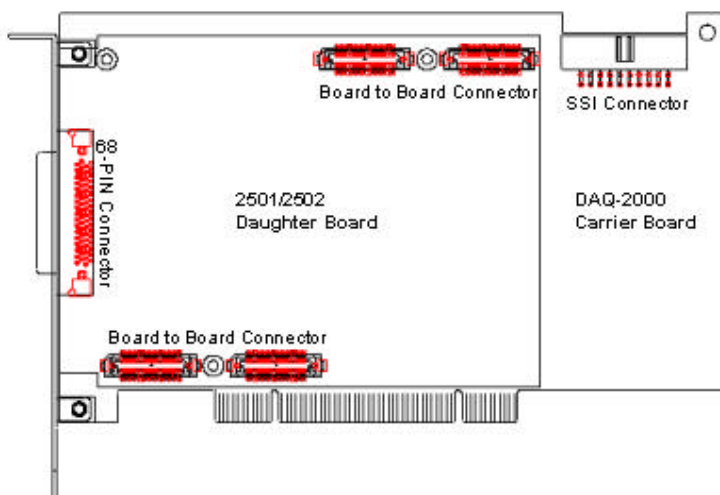 Board to Board Connector
SSI Connector
68-PIN Connector
2501/2502
Daughter Board
DAQ-2000
Carrier Board
Board to Board Connector